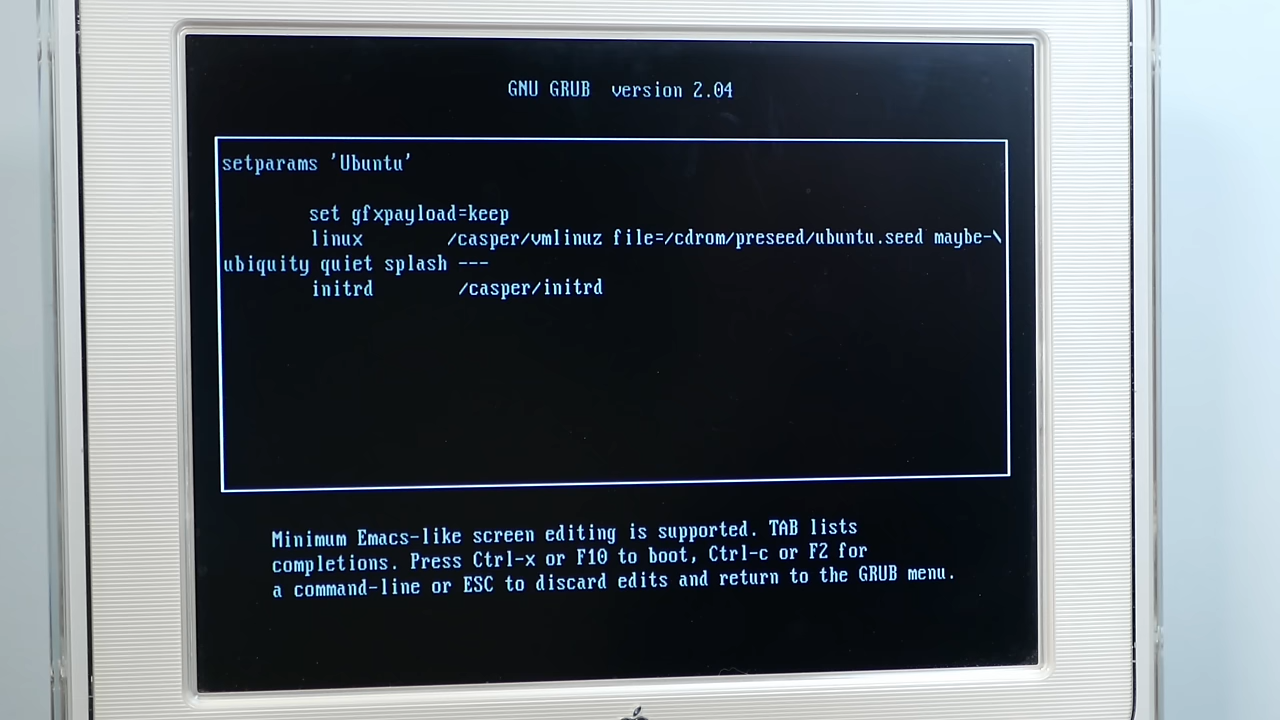 GNU GRUB version 2.04
setparams 'Ubuntu'
set gfxpayload=keep
linux /casper/vmlinuz file=/cdrom/preseed/ubuntu.seed maybe-\
ubiquity quiet splash ---
initrd /casper/initrd
Minimum Emacs-like screen editing is supported. TAB lists
completions. Press Ctrl-x or F10 to boot, Ctrl-c or F2 for
a command-line or ESC to discard edits and return to the GRUB menu.